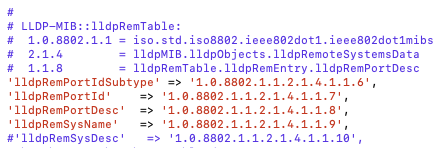 #
# LLDP-MIB::lldpRemTable:
#  1.0.8802.1.1 = iso.std.iso8802.ieee802dot1.ieee802dot1mibs
#  2.1.4        = lldpMIB.lldpObjects.lldpRemoteSystemsData
#  1.1.8        = lldpRemTable.lldpRemEntry.lldpRemPortDesc
'lldpRemPortIdSubtype' => '1.0.8802.1.1.2.1.4.1.1.6',
'lldpRemPortId'    => '1.0.8802.1.1.2.1.4.1.1.7',
'lldpRemPortDesc'  => '1.0.8802.1.1.2.1.4.1.1.8',
'lldpRemSysName'   => '1.0.8802.1.1.2.1.4.1.1.9',
#'lldpRemSysDesc'   => '1.0.8802.1.1.2.1.4.1.1.10',